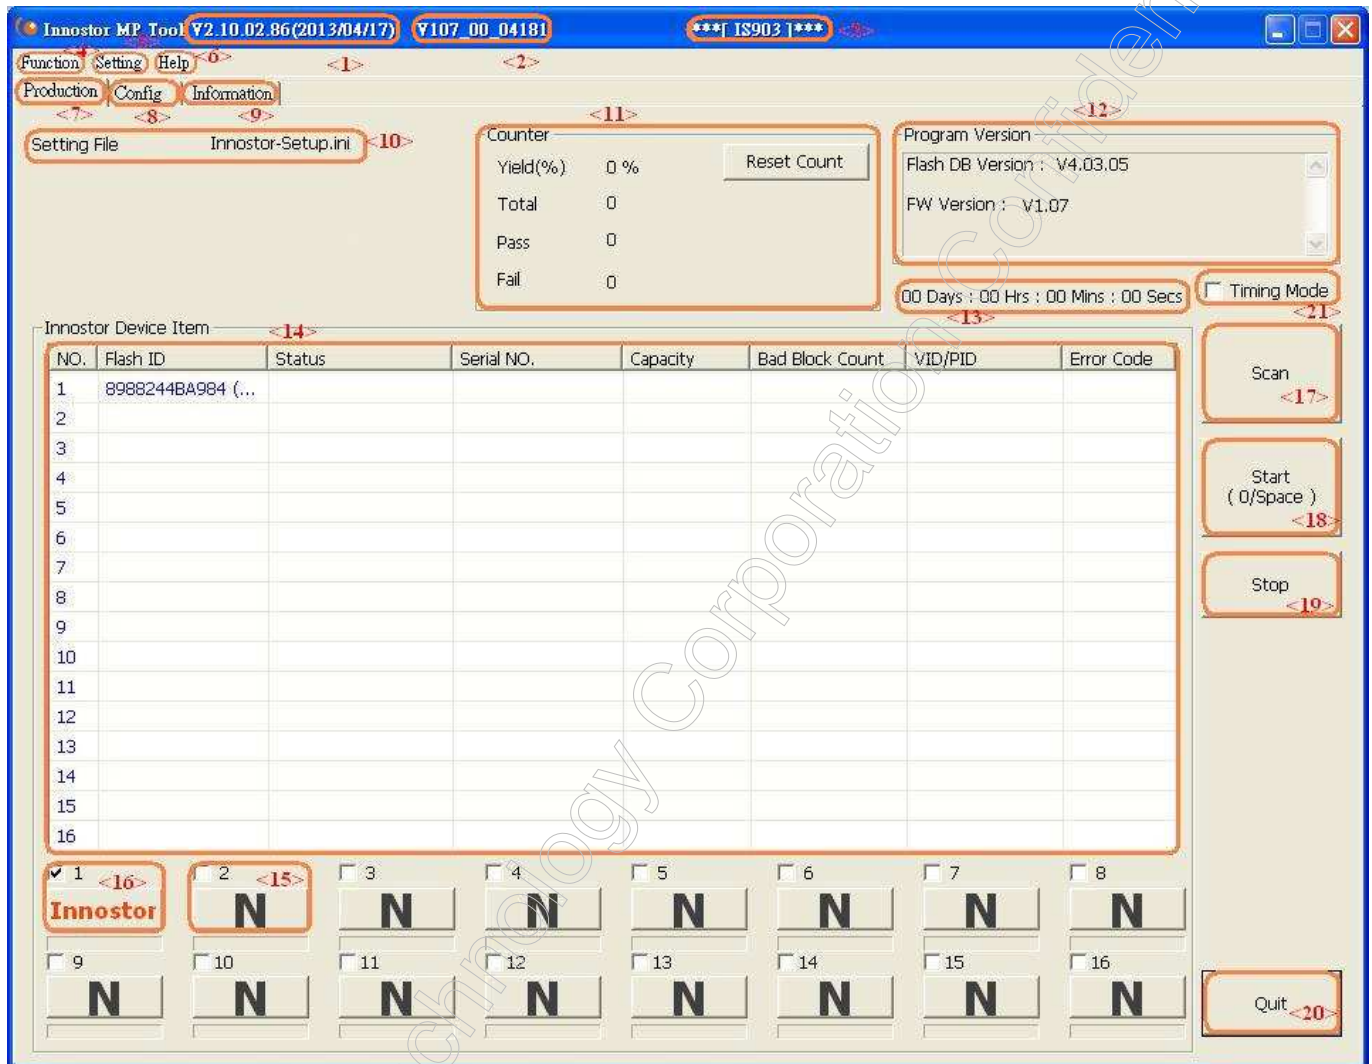 Innostor MP Tool V2.10.02.86(2013/04/17) V107_00_04181 ***[ IS903 ]*** <3>
Function Setting Help <6> <1> <2>
Production Config Information
<7> <8> <9> <11> <12>
Setting File Innostor-Setup.ini <10>
Counter
Yield(%) 0 % Reset Count
Total 0
Pass 0
Fail 0
Program Version
Flash DB Version : V4.03.05
FW Version : V1.07
00 Days : 00 Hrs : 00 Mins : 00 Secs
<13>
Timing Mode
<21>
Innostor Device Item <14>
NO. Flash ID Status Serial NO. Capacity Bad Block Count VID/PID Error Code
1 8988244BA984 (...
2
3
4
5
6
7
8
9
10
11
12
13
14
15
16
Scan
<17>
Start
( 0/Space )
<18>
Stop
<19>
1 <16> 2 <15> 3 4 5 6 7 8
Innostor N N N N N N N
9 10 11 12 13 14 15 16
N N N N N N N N
Quit <20>
chnology Corporation Confiden